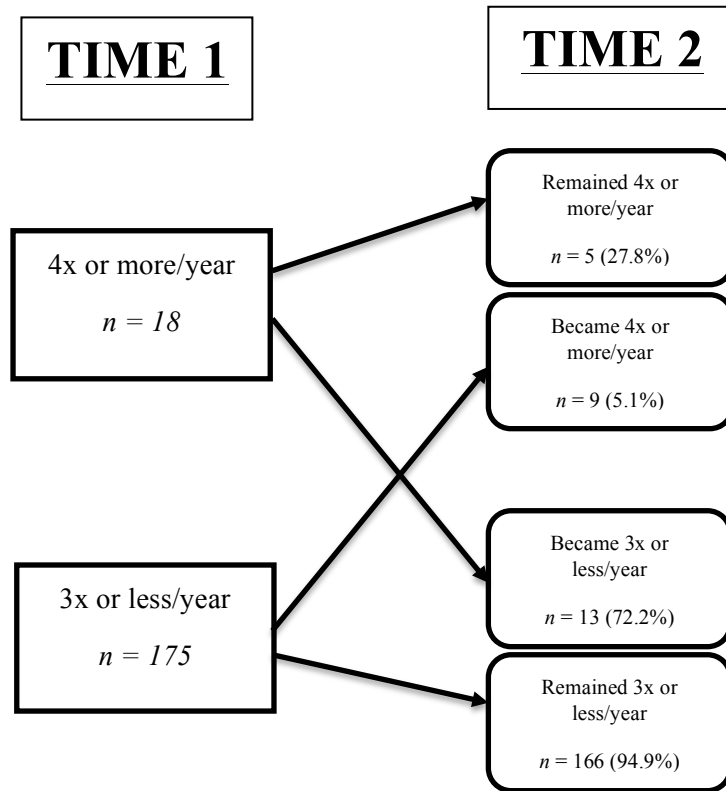 TIME 1
TIME 2
4x or more/year
n = 18
3x or less/year
n = 175
Remained 4x or
more/year
n = 5 (27.8%)
Became 4x or
more/year
n = 9 (5.1%)
Became 3x or
less/year
n = 13 (72.2%)
Remained 3x or
less/year
n = 166 (94.9%)